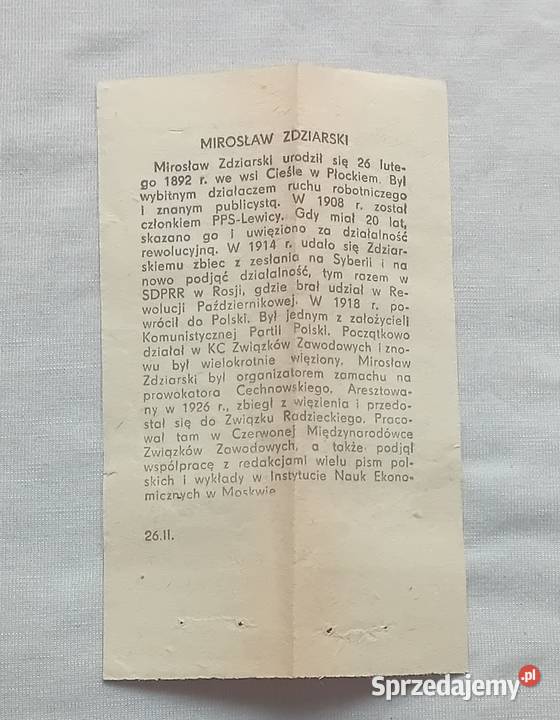 MIROSŁAW ZDZIARSKI
Mirosław Zdziarski urodził się 26 lute-
go 1892 r. we wsi Cieśle w Płockiem. Był
wybitnym działaczem ruchu robotniczego
i znanym publicystą. W 1908 r. został
członkiem PPS-Lewicy. Gdy miał 20 lat,
skazano go i uwięziono za działalność
rewolucyjną. W 1914 r. udało się Zdziar-
skiemu zbiec z zesłania na Syberii i na
nowo podjąć działalność, tym razem w
SDPRR w Rosji, gdzie brał udział w Re-
wolucji Październikowej. W 1918 r. po-
wrócił do Polski. Był jednym z założycieli
Komunistycznej Partii Polski. Początkowo
działał w KC Związków Zawodowych i zno-
wu był wielokrotnie więziony. Mirosław
Zdziarski był organizatorem zamachu na
prowokatora Cechnowskiego. Aresztowa-
ny w 1926 r., zbiegł z więzienia i przedo-
stał się do Związku Radzieckiego. Praco-
wał tam w Czerwonej Międzynarodówce
Związków Zawodowych, a także podjął
współpracę z redakcjami wielu pism pol-
skich i wykłady w Instytucie Nauk Ekono-
micznych w Moskwie
26.II.
Sprzedajemy.pl